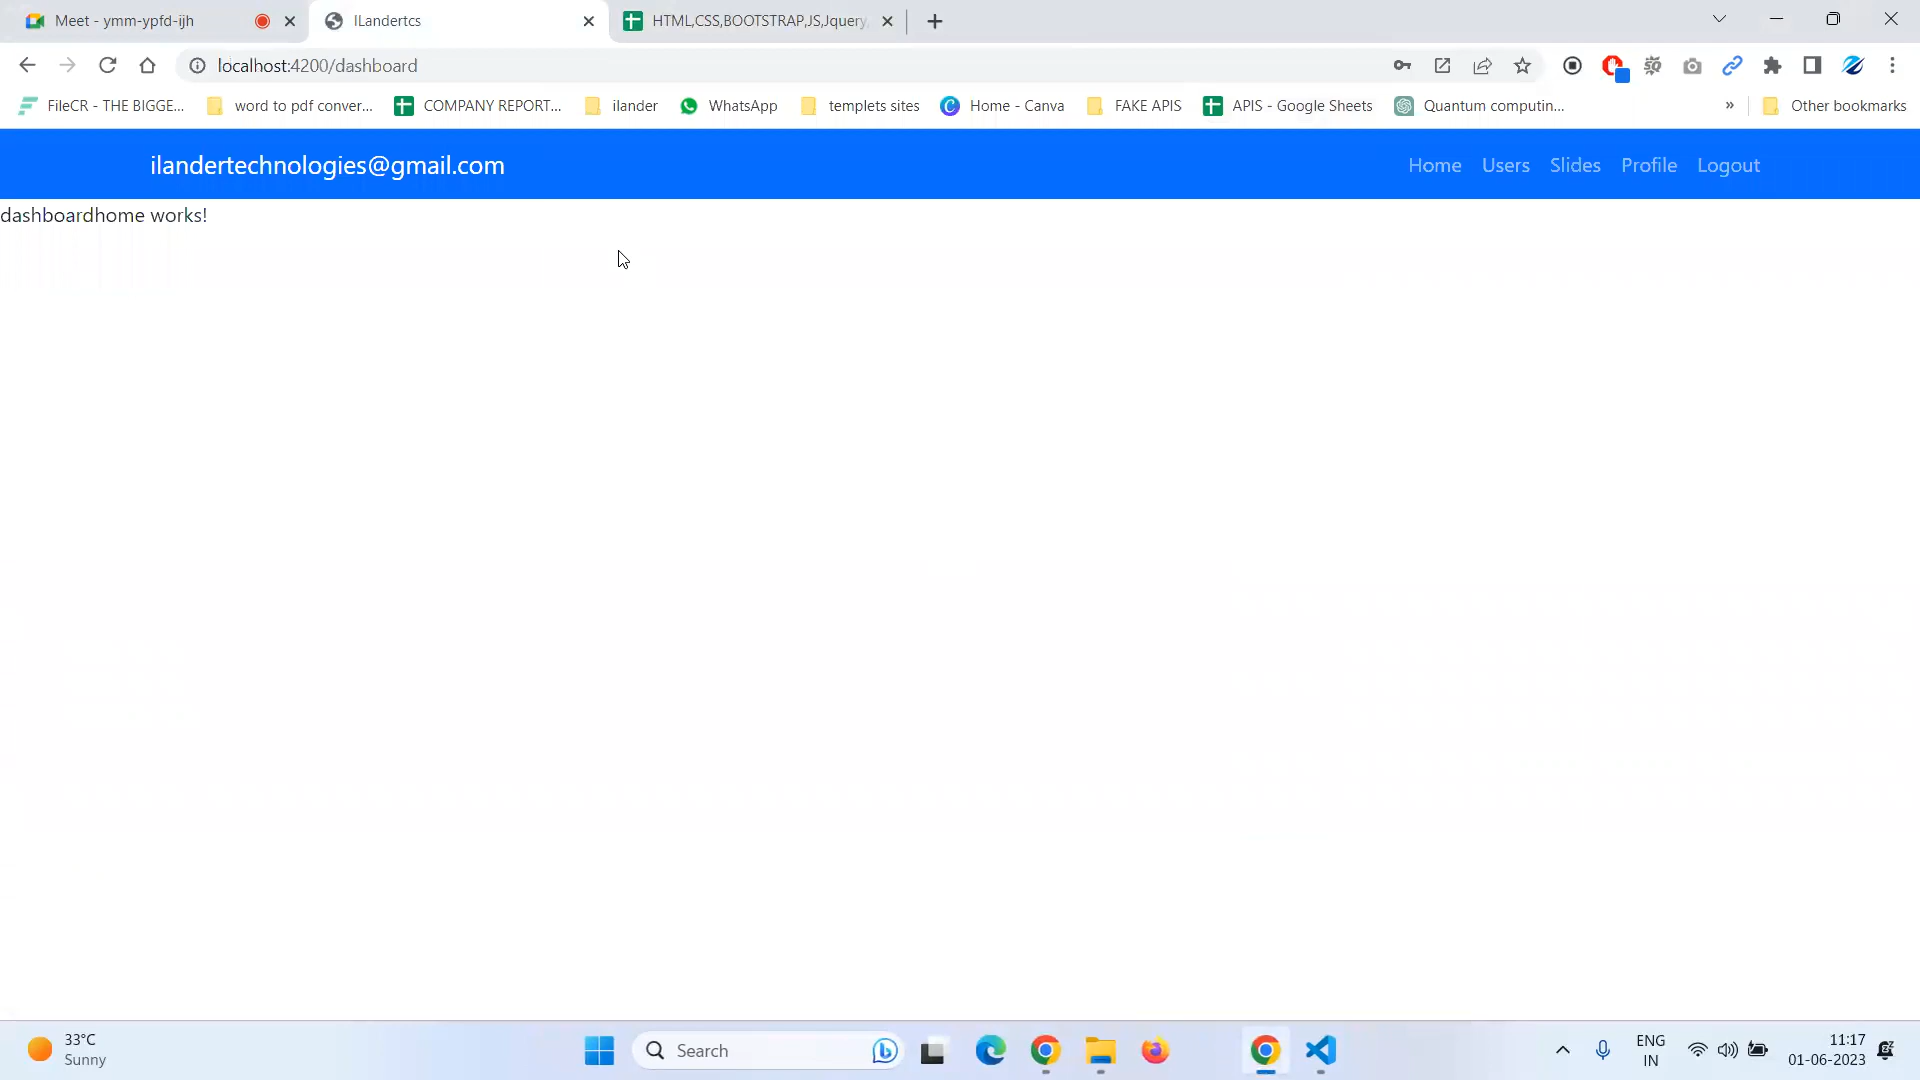 Meet - ymm-ypfd-ijh
ILandertcs
HTML,CSS,BOOTSTRAP,JS,Jquery,
localhost:4200/dashboard
FileCR - THE BIGGE...
word to pdf conver...
COMPANY REPORT...
ilander
WhatsApp
templets sites
Home - Canva
FAKE APIS
APIS - Google Sheets
Quantum computin...
»
Other bookmarks
ilandertechnologies@gmail.com
Home
Users
Slides
Profile
Logout
dashboardhome works!
33°C
Sunny
Search
ENG
IN
11:17
01-06-2023